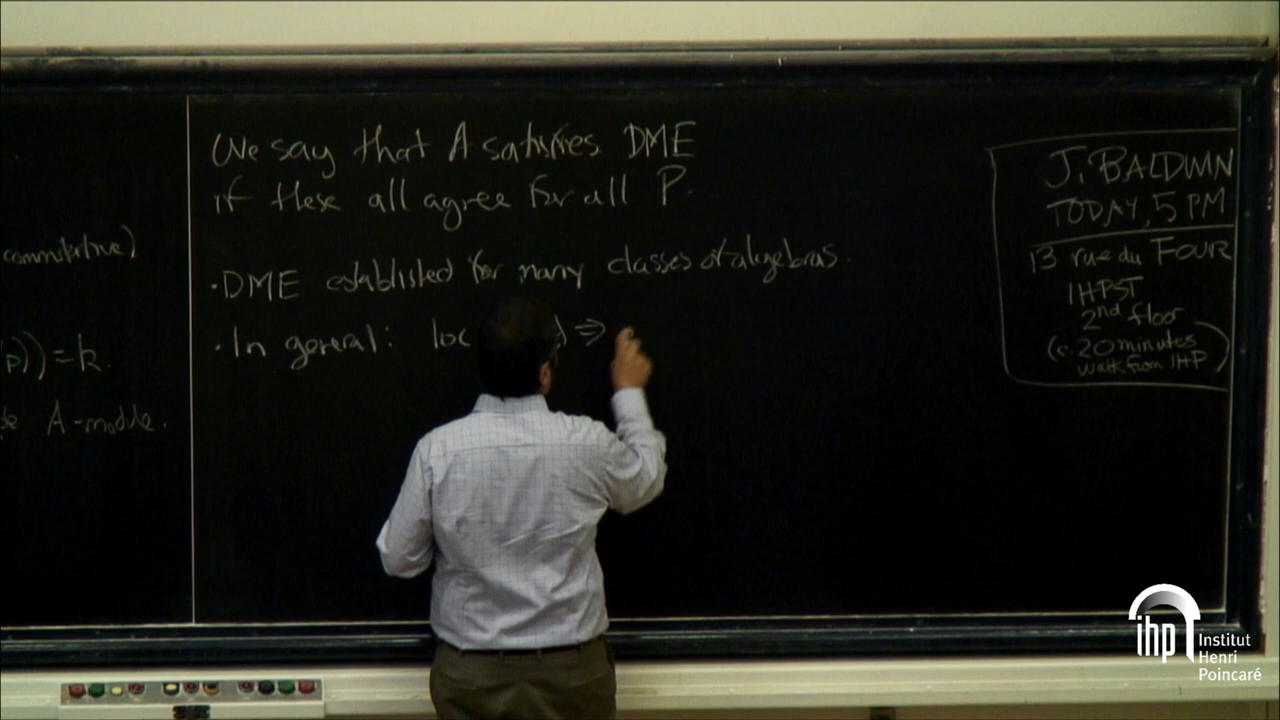 commutative)
(p)) = k.
A-module.
We say that A satisfies DME
if these all agree for all P.
• DME established for many classes of algebras.
• In general: loc ⇒
J. BALDWIN
TODAY, 5 PM
13 rue du FOUR
IHPST
2nd floor
(c. 20 minutes
walk from IHP)
ihp Institut
Henri
Poincaré